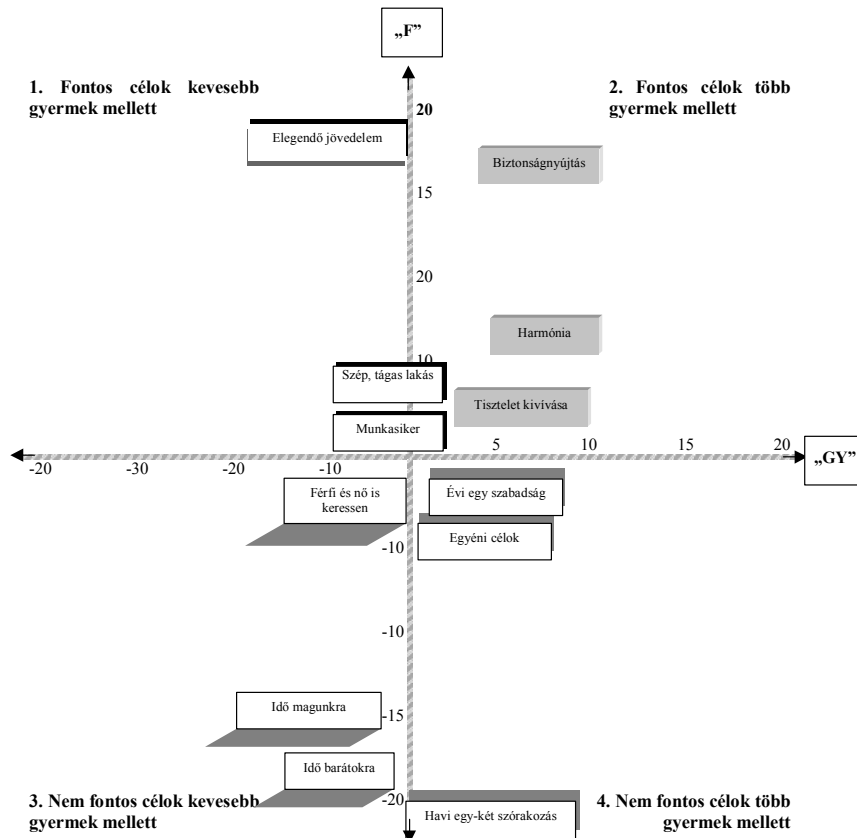 „F”
1. Fontos célok kevesebb
gyermek mellett
2. Fontos célok több
gyermek mellett
20
Elegendő jövedelem
Biztonságnyújtás
15
20
Harmónia
10
Szép, tágas lakás
Tisztelet kivívása
Munkasiker
5 10 15 20
„GY”
-20 -30 -20 -10
Férfi és nő is
keressen
Évi egy szabadság
Egyéni célok
-10
-10
Idő magunkra
-15
Idő barátokra
-20
3. Nem fontos célok kevesebb
gyermek mellett
Havi egy-két szórakozás
4. Nem fontos célok több
gyermek mellett